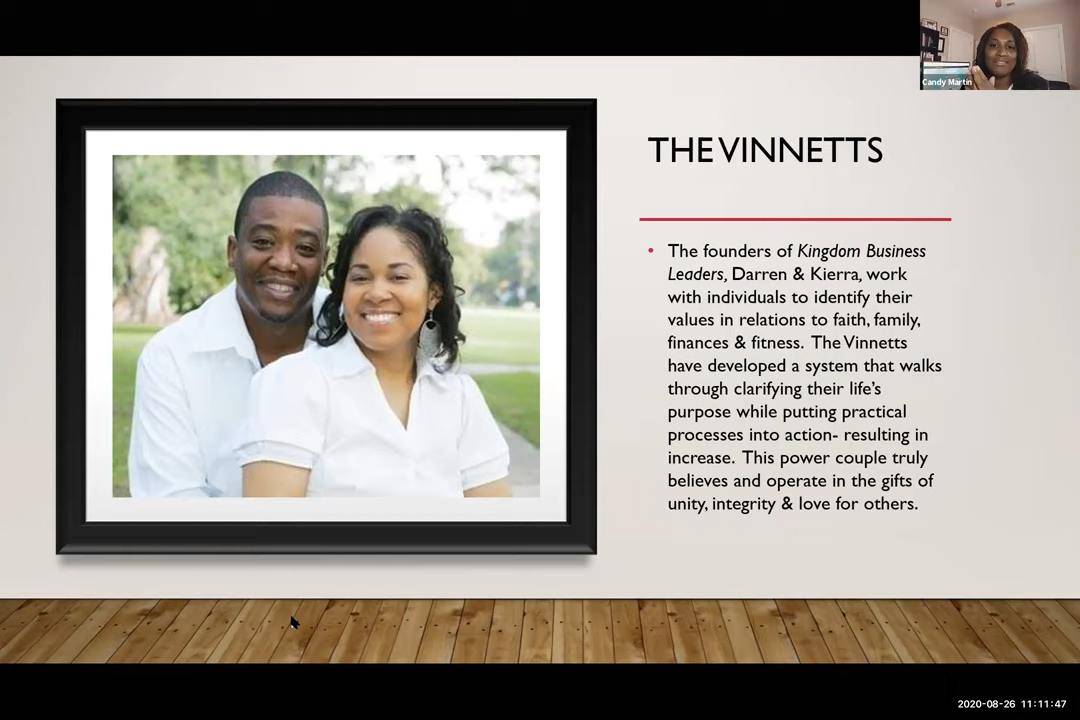 Candy Martin
THE VINNETTS
• The founders of Kingdom Business
Leaders, Darren & Kierra, work
with individuals to identify their
values in relations to faith, family,
finances & fitness. The Vinnetts
have developed a system that walks
through clarifying their life's
purpose while putting practical
processes into action- resulting in
increase. This power couple truly
believes and operate in the gifts of
unity, integrity & love for others.
2020-08-26 11:11:47